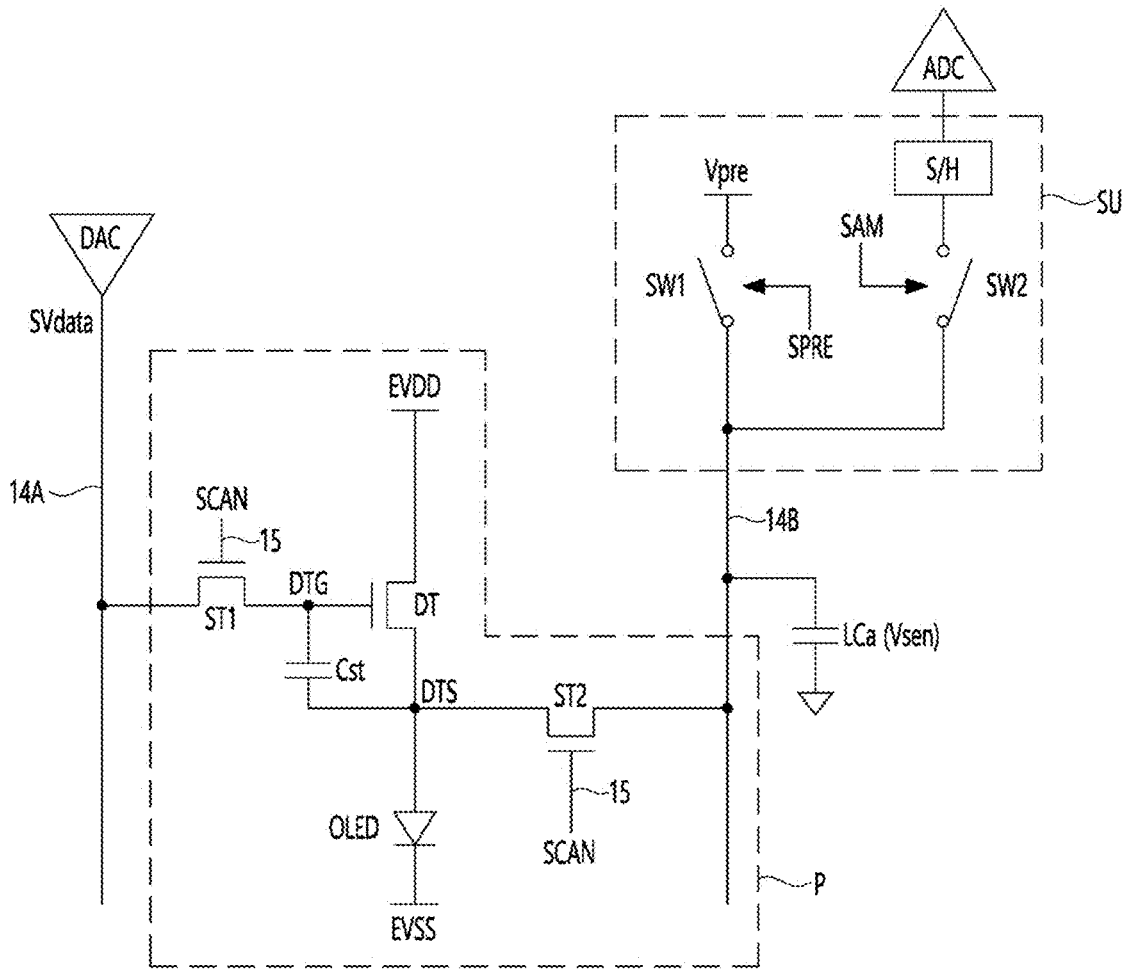 ADC
S/H
Vpre
SU
SAM
DAC
SW1
SW2
SVdata
SPRE
EVDD
14A
SCAN
14B
15
DTG
DT
ST1
LCa (Vsen)
Cst
DTS
ST2
15
OLED
SCAN
P
EVSS